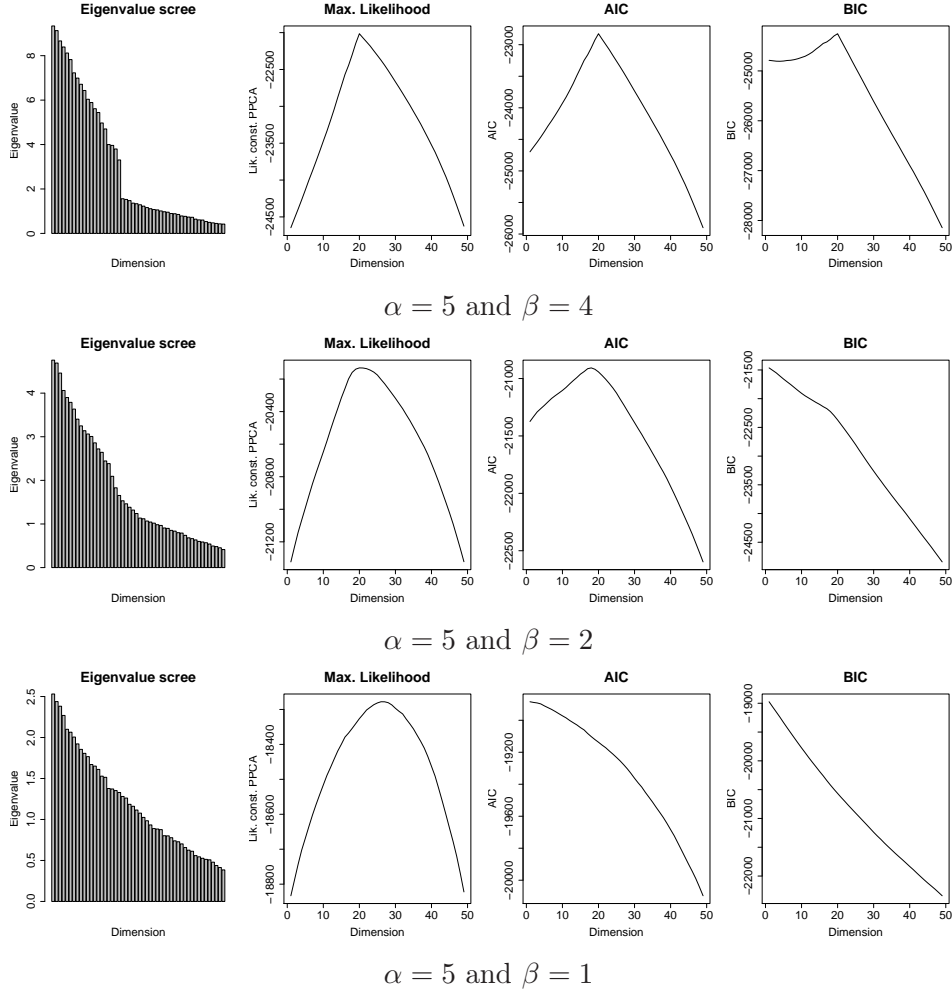 Eigenvalue scree
Eigenvalue
0 2 4 6 8
Dimension
Max. Likelihood
Lik. const. PPCA
−24500 −23500 −22500
0 10 20 30 40 50
Dimension
AIC
AIC
−26000 −25000 −24000 −23000
0 10 20 30 40 50
Dimension
BIC
BIC
−28000 −27000 −26000 −25000
0 10 20 30 40 50
Dimension
α = 5 and β = 4
Eigenvalue scree
Eigenvalue
0 1 2 3 4
Dimension
Max. Likelihood
Lik. const. PPCA
−21200 −20800 −20400
0 10 20 30 40 50
Dimension
AIC
AIC
−22500 −22000 −21500 −21000
0 10 20 30 40 50
Dimension
BIC
BIC
−24500 −23500 −22500 −21500
0 10 20 30 40 50
Dimension
α = 5 and β = 2
Eigenvalue scree
Eigenvalue
0.0 0.5 1.0 1.5 2.0 2.5
Dimension
Max. Likelihood
Lik. const. PPCA
−18800 −18600 −18400
0 10 20 30 40 50
Dimension
AIC
AIC
−20000 −19600 −19200
0 10 20 30 40 50
Dimension
BIC
BIC
−22000 −21000 −20000 −19000
0 10 20 30 40 50
Dimension
α = 5 and β = 1